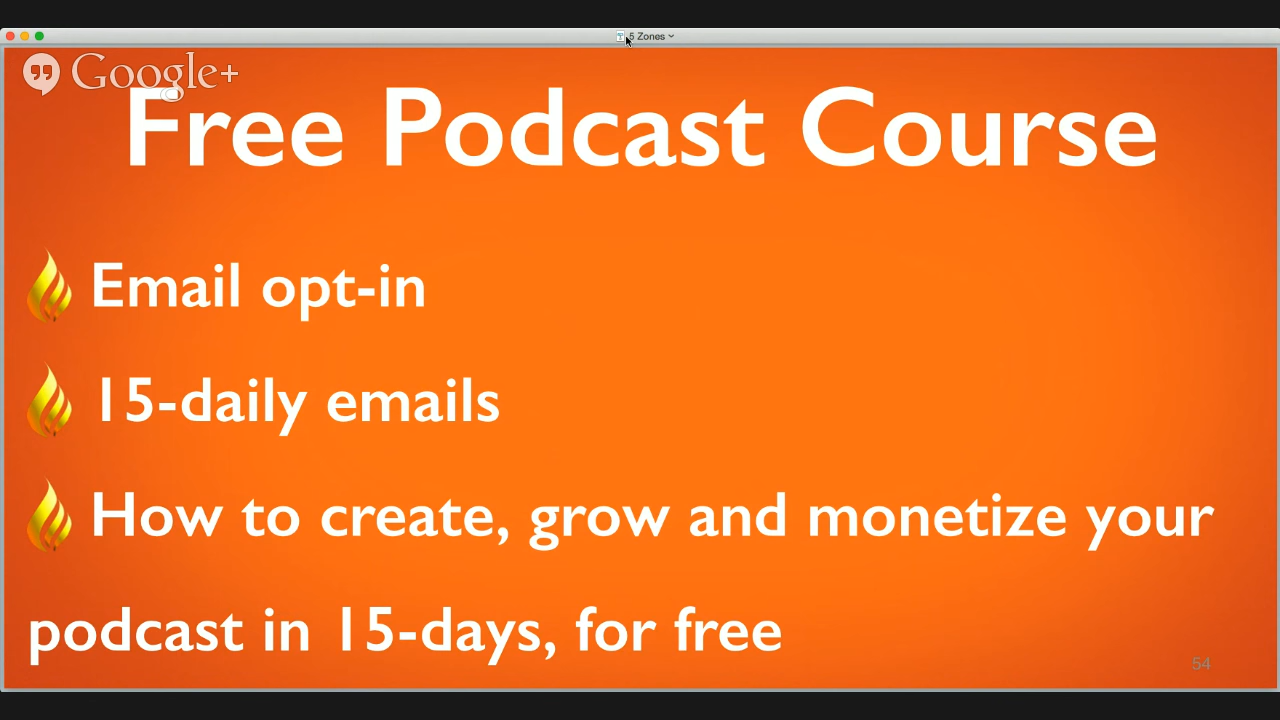 5 Zones
Google+
Free Podcast Course
Email opt-in
15-daily emails
How to create, grow and monetize your
podcast in 15-days, for free
54